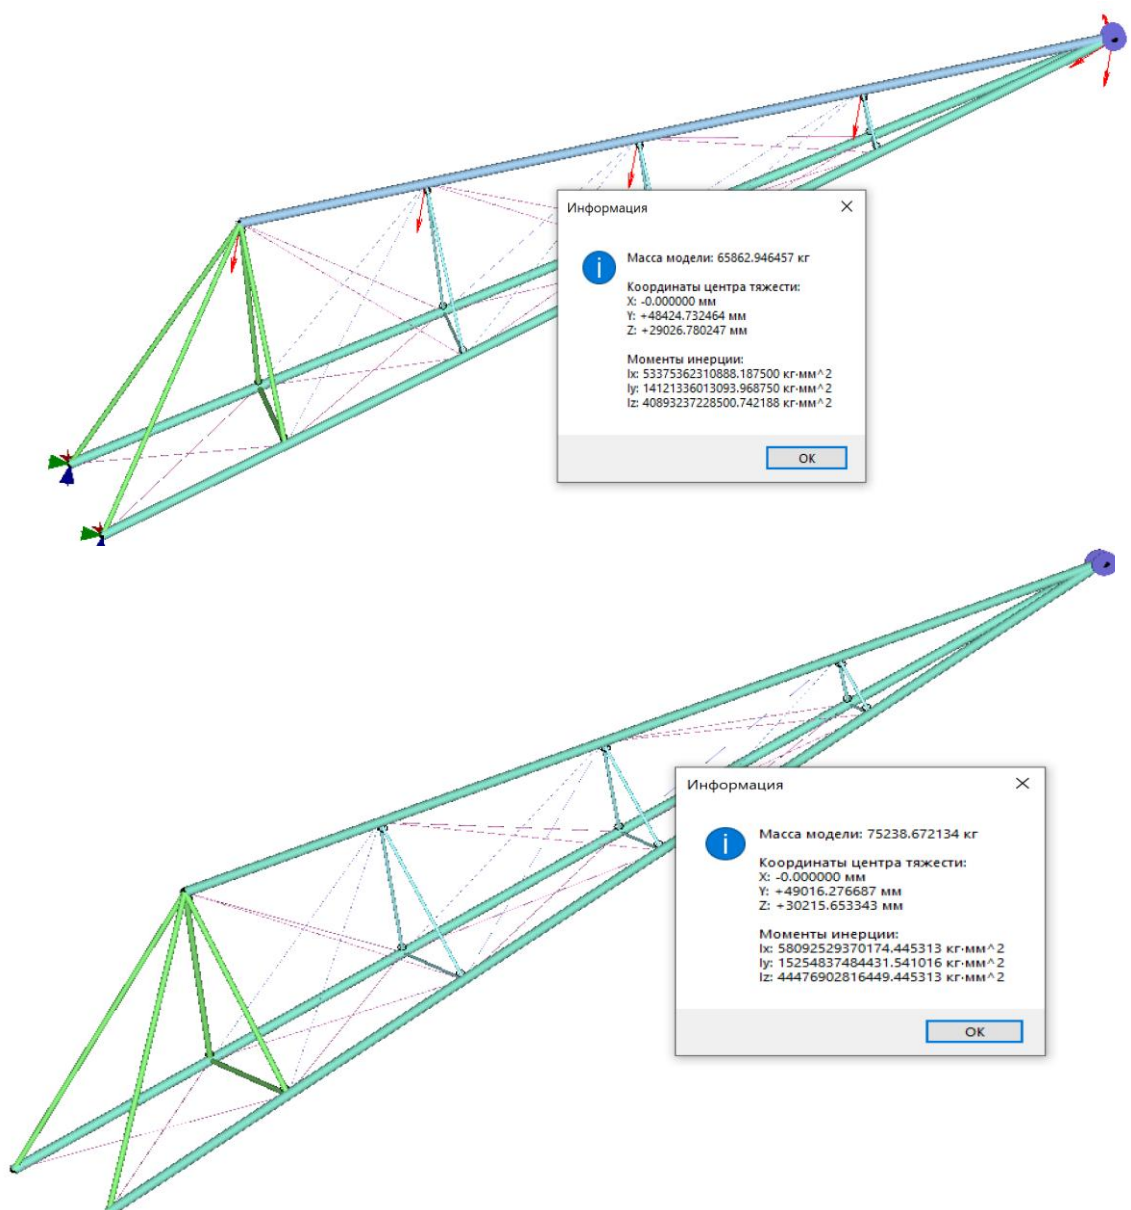 Информация
Масса модели: 65862.946457 кг
Координаты центра тяжести:
X: -0.000000 мм
Y: +48424.732464 мм
Z: +29026.780247 мм
Моменты инерции:
Ix: 53375362310888.187500 кг·мм^2
Iy: 14121336013093.968750 кг·мм^2
Iz: 40893237228500.742188 кг·мм^2
ОК
Информация
Масса модели: 75238.672134 кг
Координаты центра тяжести:
X: -0.000000 мм
Y: +49016.276687 мм
Z: +30215.653343 мм
Моменты инерции:
Ix: 58092529370174.445313 кг·мм^2
Iy: 15254837484431.541016 кг·мм^2
Iz: 44476902816449.445313 кг·мм^2
ОК